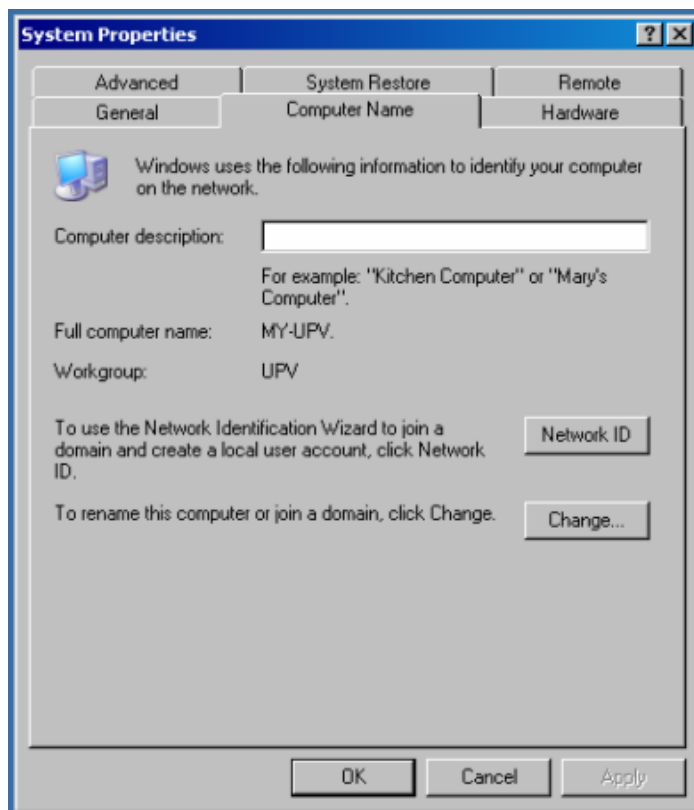 System Properties
Advanced
System Restore
Remote
General
Computer Name
Hardware
Windows uses the following information to identify your computer
on the network.
Computer description:
For example: "Kitchen Computer" or "Mary's
Computer".
Full computer name:
MY-UPV.
Workgroup:
UPV
To use the Network Identification Wizard to join a
domain and create a local user account, click Network
ID.
Network ID
To rename this computer or join a domain, click Change.
Change...
OK
Cancel
Apply